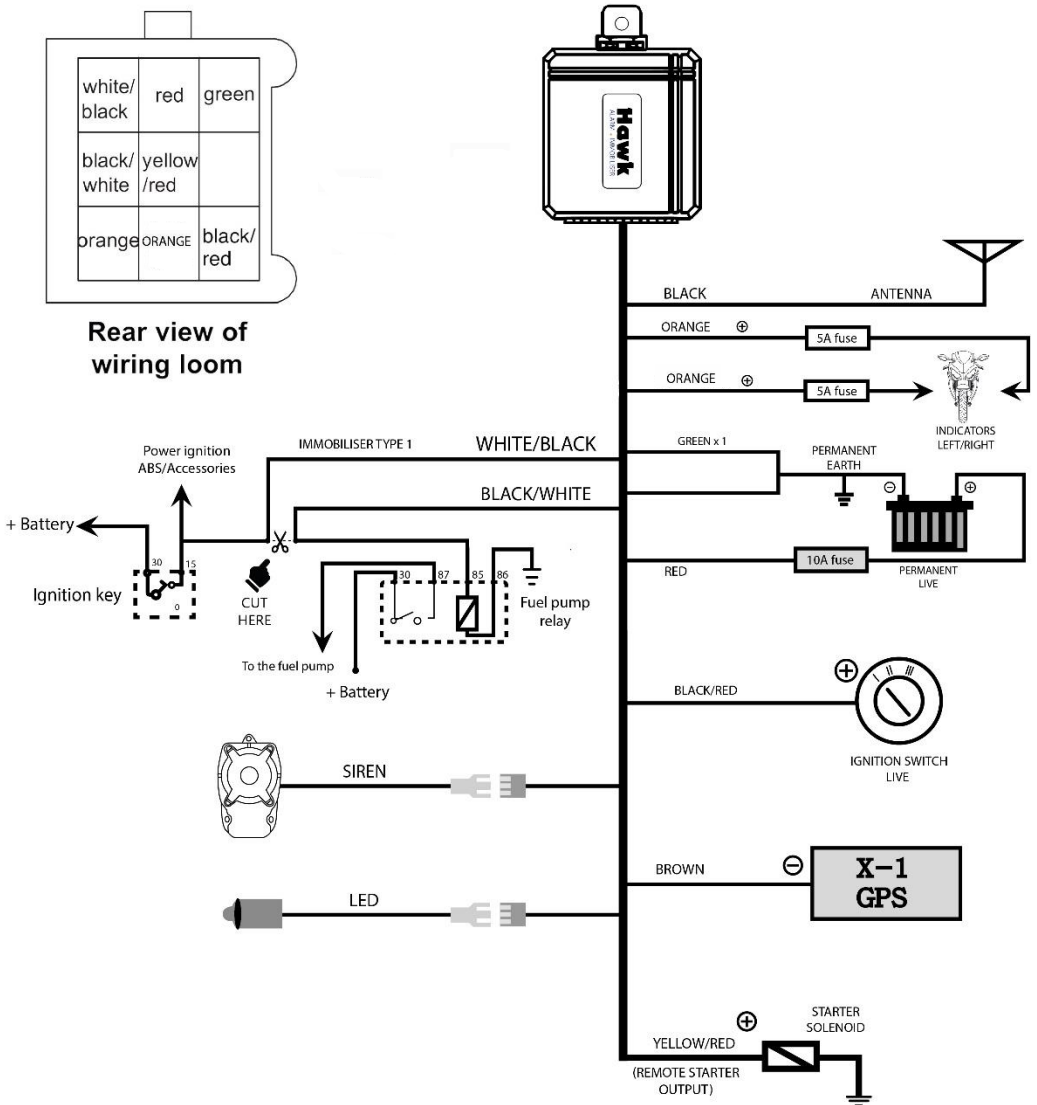 white/
black
red
green
black/
white
yellow
/red
orange
ORANGE
black/
red
Rear view of
wiring loom
Hawk
ALARM • IMMOBILISER
BLACK
ANTENNA
ORANGE ⊕
5A fuse
ORANGE ⊕
5A fuse
INDICATORS
LEFT/RIGHT
IMMOBILISER TYPE 1
WHITE/BLACK
GREEN x 1
PERMANENT
EARTH
⊖
⊕
Power ignition
ABS/Accessories
BLACK/WHITE
+ Battery
30
15
0
Ignition key
CUT
HERE
30
87
85
86
Fuel pump
relay
To the fuel pump
+ Battery
RED
10A fuse
PERMANENT
LIVE
BLACK/RED
⊕
I II III
IGNITION SWITCH
LIVE
SIREN
BROWN
⊖
X-1
GPS
LED
⊕
STARTER
SOLENOID
YELLOW/RED
(REMOTE STARTER
OUTPUT)